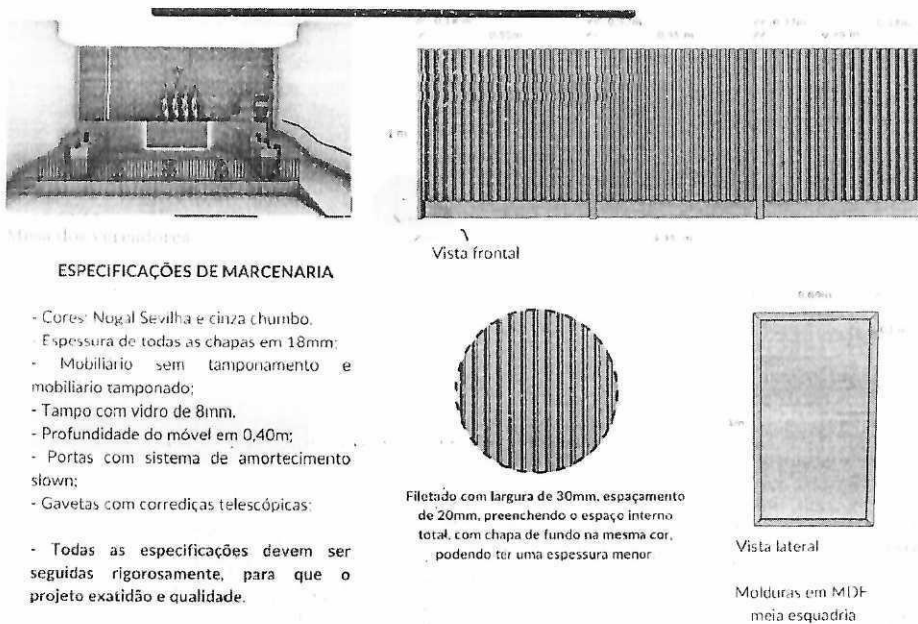 Mesa dos vereadores
ESPECIFICAÇÕES DE MARCENARIA
- Cores: Nogal Sevilha e cinza chumbo.
- Espessura de todas as chapas em 18mm;
- Mobiliario sem tamponamento e
mobiliario tamponado;
- Tampo com vidro de 8mm.
- Profundidade do móvel em 0,40m;
- Portas com sistema de amortecimento
slown;
- Gavetas com corrediças telescópicas;
- Todas as especificações devem ser
seguidas rigorosamente, para que o
projeto exatidão e qualidade.
Vista frontal
Filetado com largura de 30mm, espaçamento
de 20mm, preenchendo o espaço interno
total, com chapa de fundo na mesma cor,
podendo ter uma espessura menor
Vista lateral
Molduras em MDF
meia esquadria